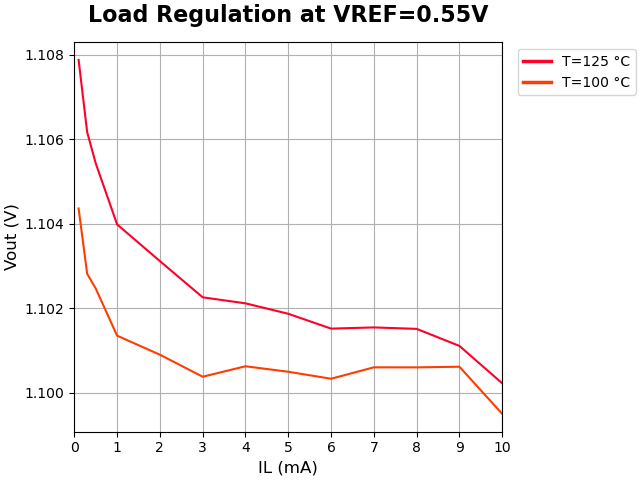 Load Regulation at VREF=0.55V
T=125 °C
T=100 °C
Vout (V)
1.108
1.106
1.104
1.102
1.100
0 1 2 3 4 5 6 7 8 9 10
IL (mA)